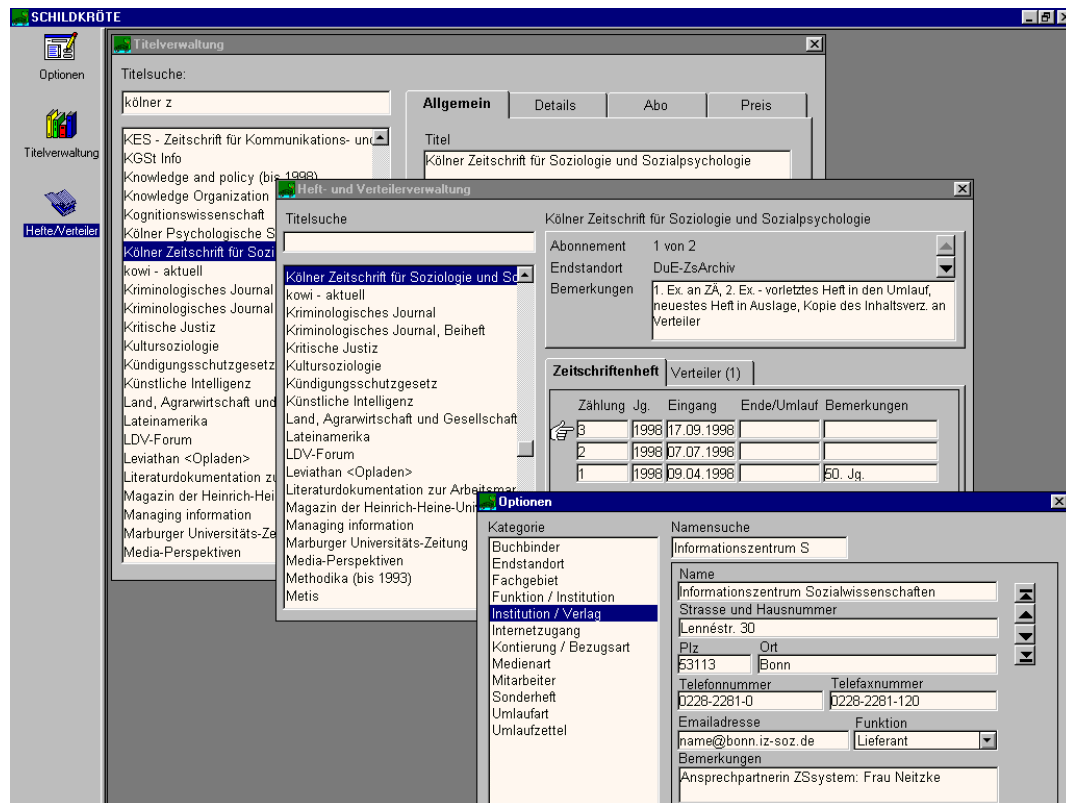 SCHILDKRÖTE
Optionen
Titelverwaltung
Hefte/Verteiler
Titelverwaltung
Titelsuche:
kölner z
KES - Zeitschrift für Kommunikations- und
KGSt Info
Knowledge and policy (bis 1998)
Knowledge Organization
Kognitionswissenschaft
Kölner Psychologische S
Kölner Zeitschrift für Sozi
kowi - aktuell
Kriminologisches Journal
Kriminologisches Journal
Kritische Justiz
Kultursoziologie
Kündigungsschutzgesetz
Künstliche Intelligenz
Land, Agrarwirtschaft und
Lateinamerika
LDV-Forum
Leviathan <Opladen>
Literaturdokumentation zu
Magazin der Heinrich-Hei
Managing information
Marburger Universitäts-Ze
Media-Perspektiven
Allgemein Details Abo Preis
Titel
Kölner Zeitschrift für Soziologie und Sozialpsychologie
Heft- und Verteilerverwaltung
Titelsuche
Kölner Zeitschrift für Soziologie und So
kowi - aktuell
Kriminologisches Journal
Kriminologisches Journal, Beiheft
Kritische Justiz
Kultursoziologie
Kündigungsschutzgesetz
Künstliche Intelligenz
Land, Agrarwirtschaft und Gesellschaft
Lateinamerika
LDV-Forum
Leviathan <Opladen>
Literaturdokumentation zur Arbeitsmar
Magazin der Heinrich-Heine-Uni
Managing information
Marburger Universitäts-Zeitung
Media-Perspektiven
Methodika (bis 1993)
Metis
Kölner Zeitschrift für Soziologie und Sozialpsychologie
Abonnement 1 von 2
Endstandort DuE-ZsArchiv
Bemerkungen 1. Ex. an ZÄ, 2. Ex. - vorletztes Heft in den Umlauf,
neuestes Heft in Auslage, Kopie des Inhaltsverz. an
Verteiler
Zeitschriftenheft Verteiler (1)
Zählung Jg. Eingang Ende/Umlauf Bemerkungen
3 1998 17.09.1998
2 1998 07.07.1998
1 1998 09.04.1998 50. Jg.
Optionen
Kategorie
Buchbinder
Endstandort
Fachgebiet
Funktion / Institution
Institution / Verlag
Internetzugang
Kontierung / Bezugsart
Medienart
Mitarbeiter
Sonderheft
Umlaufart
Umlaufzettel
Namensuche
Informationszentrum S
Name
Informationszentrum Sozialwissenschaften
Strasse und Hausnummer
Lennéstr. 30
Plz Ort
53113 Bonn
Telefonnummer Telefaxnummer
0228-2281-0 0228-2281-120
Emailadresse Funktion
name@bonn.iz-soz.de Lieferant
Bemerkungen
Ansprechpartnerin ZSsystem: Frau Neitzke